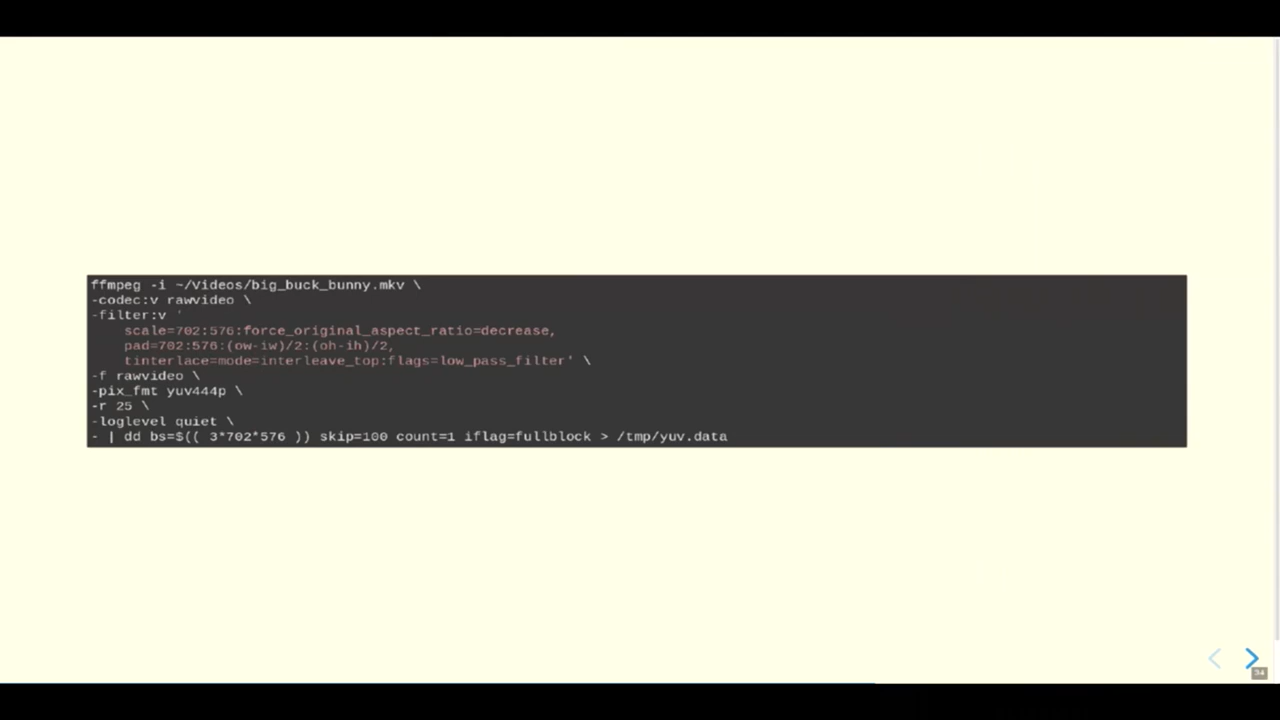 ffmpeg -i ~/Videos/big_buck_bunny.mkv \
-codec:v rawvideo \
-filter:v '
    scale=702:576:force_original_aspect_ratio=decrease,
    pad=702:576:(ow-iw)/2:(oh-ih)/2,
    tinterlace=mode=interleave_top:flags=low_pass_filter' \
-f rawvideo \
-pix_fmt yuv444p \
-r 25 \
-loglevel quiet \
- | dd bs=$(( 3*702*576 )) skip=100 count=1 iflag=fullblock > /tmp/yuv.data